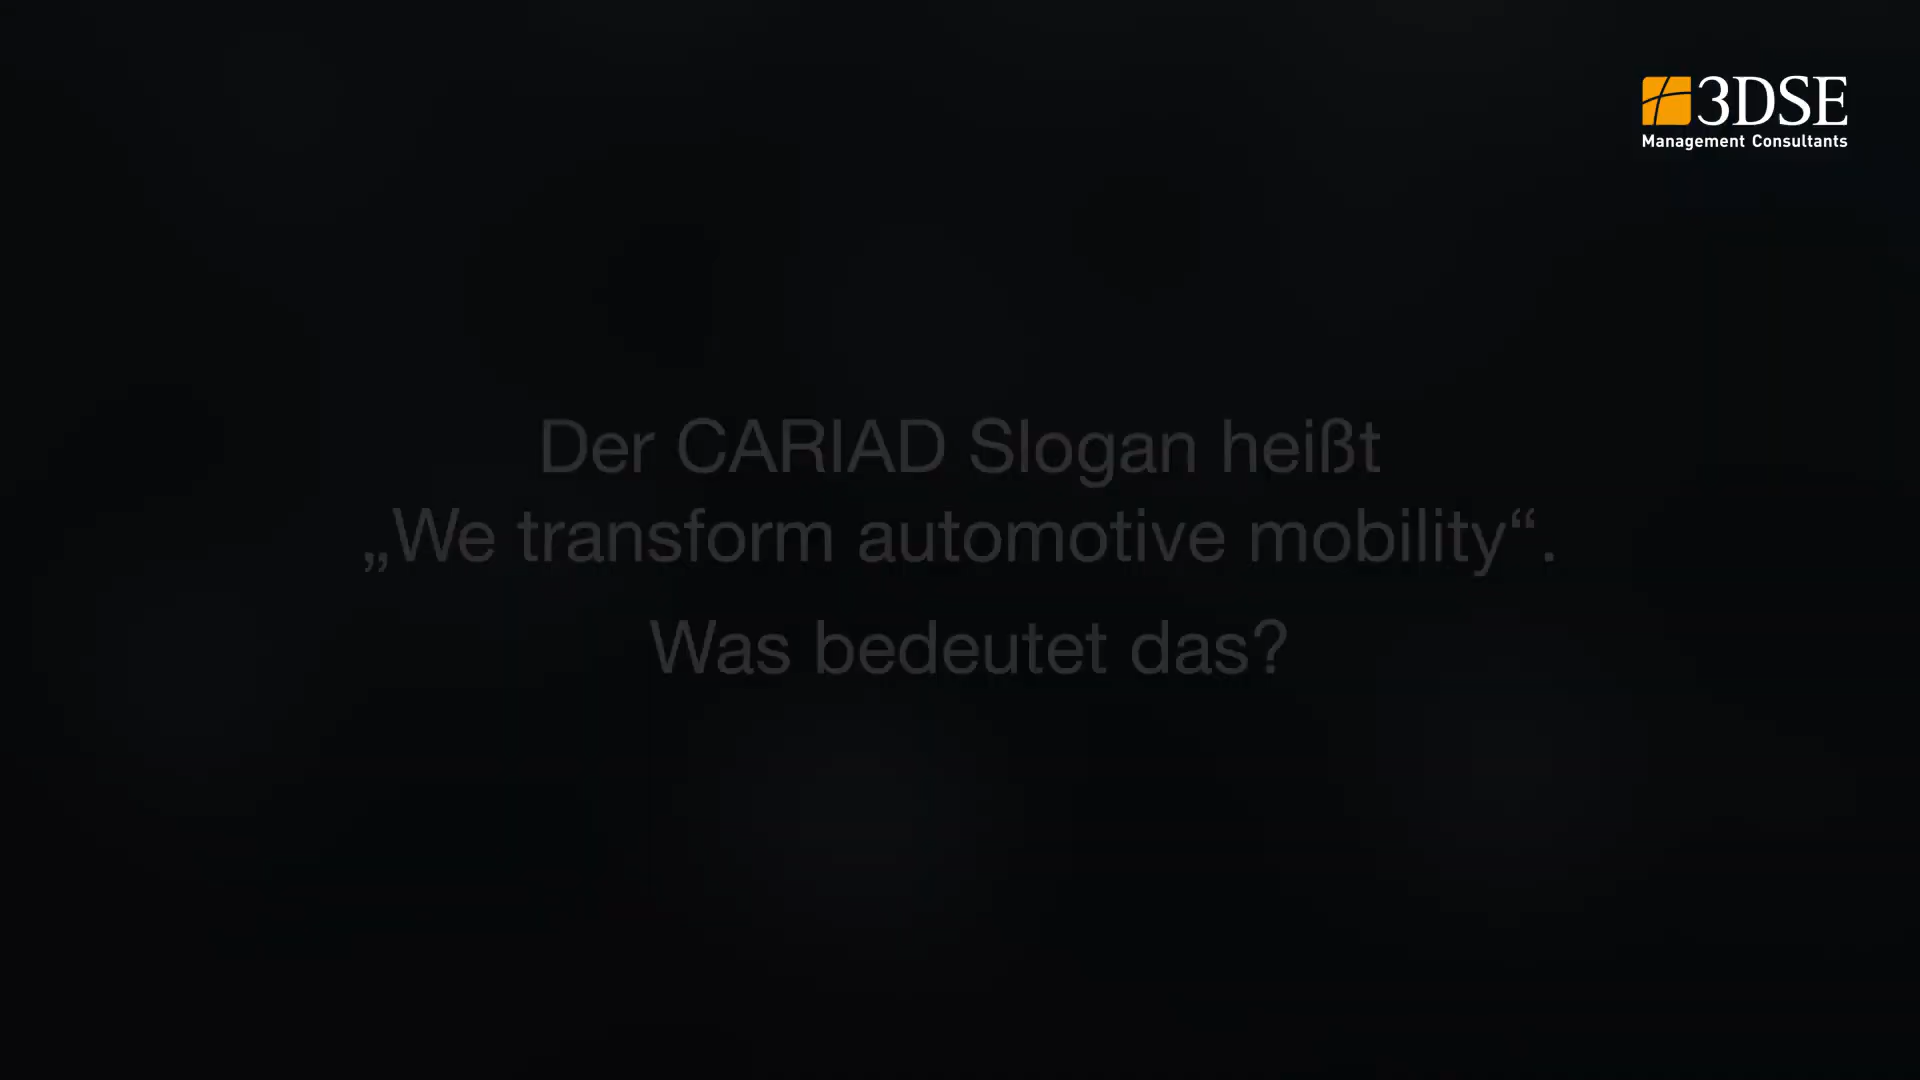 3DSE
Management Consultants
Der CARIAD Slogan heißt
„We transform automotive mobility“.
Was bedeutet das?